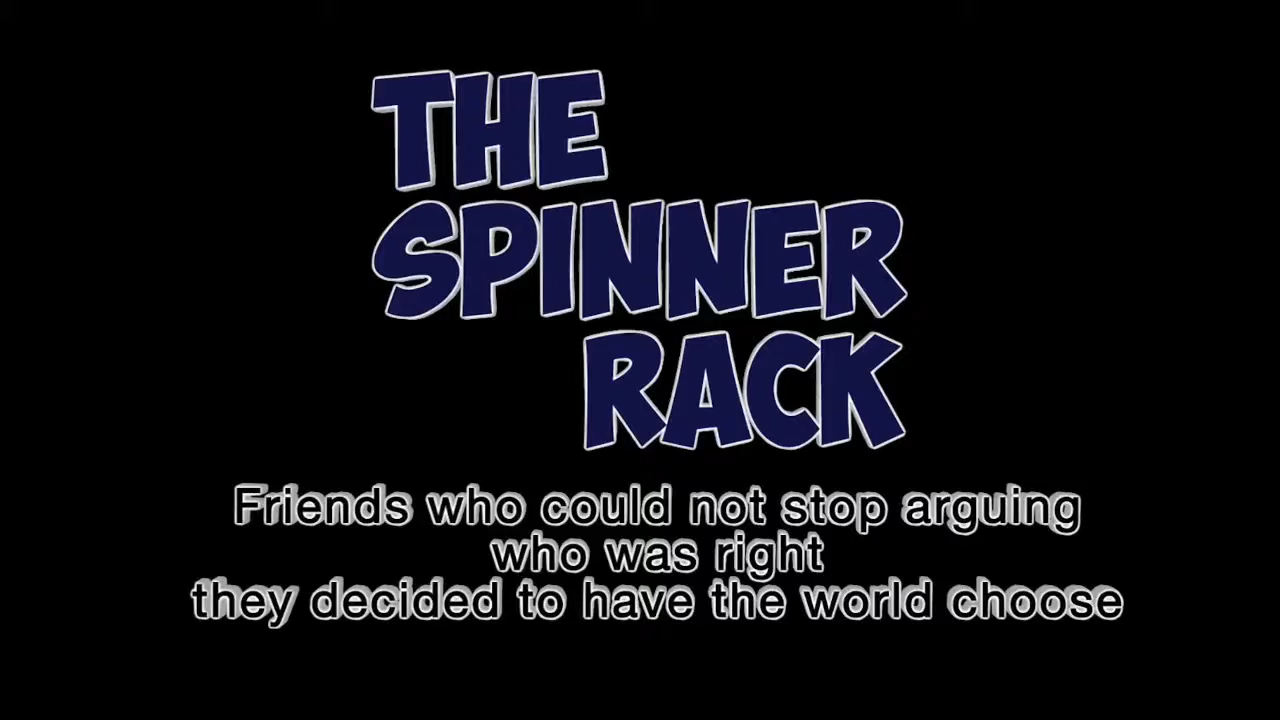 THE
SPINNER
RACK
Friends who could not stop arguing
who was right
they decided to have the world choose